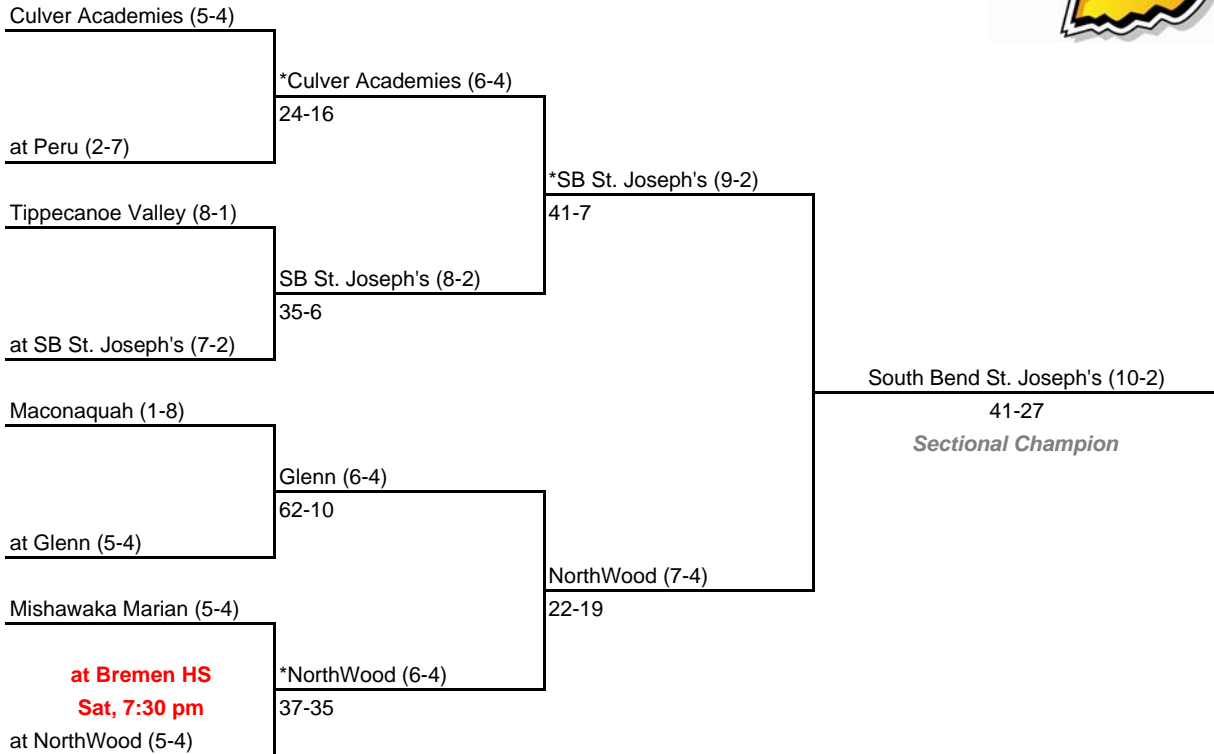 Culver Academies (5-4)
*Culver Academies (6-4)
24-16
at Peru (2-7)
*SB St. Joseph's (9-2)
41-7
Tippecanoe Valley (8-1)
SB St. Joseph's (8-2)
35-6
at SB St. Joseph's (7-2)
South Bend St. Joseph's (10-2)
41-27
Sectional Champion
Maconaquah (1-8)
Glenn (6-4)
62-10
at Glenn (5-4)
NorthWood (7-4)
22-19
Mishawaka Marian (5-4)
at Bremen HS
Sat, 7:30 pm
*NorthWood (6-4)
37-35
at NorthWood (5-4)